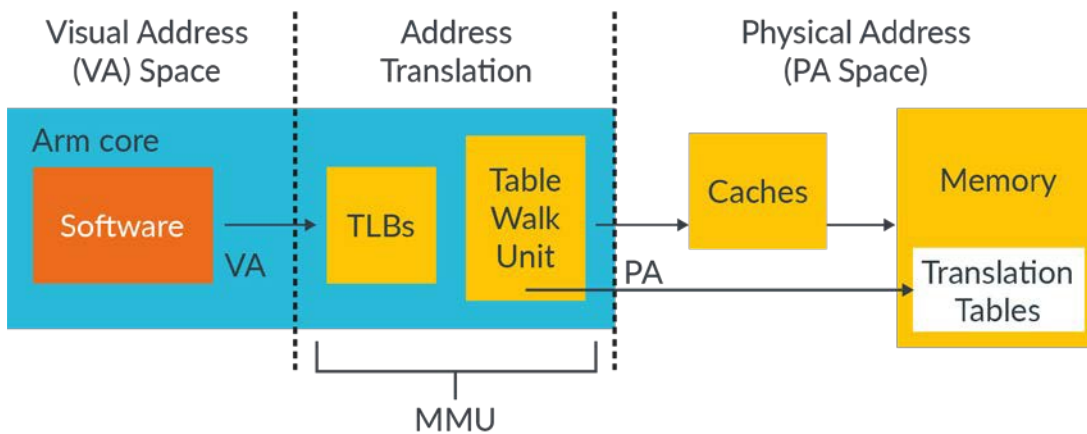 Visual Address
(VA) Space
Address
Translation
Physical Address
(PA Space)
Arm core
Software
VA
TLBs
Table
Walk
Unit
PA
Caches
Memory
Translation
Tables
MMU